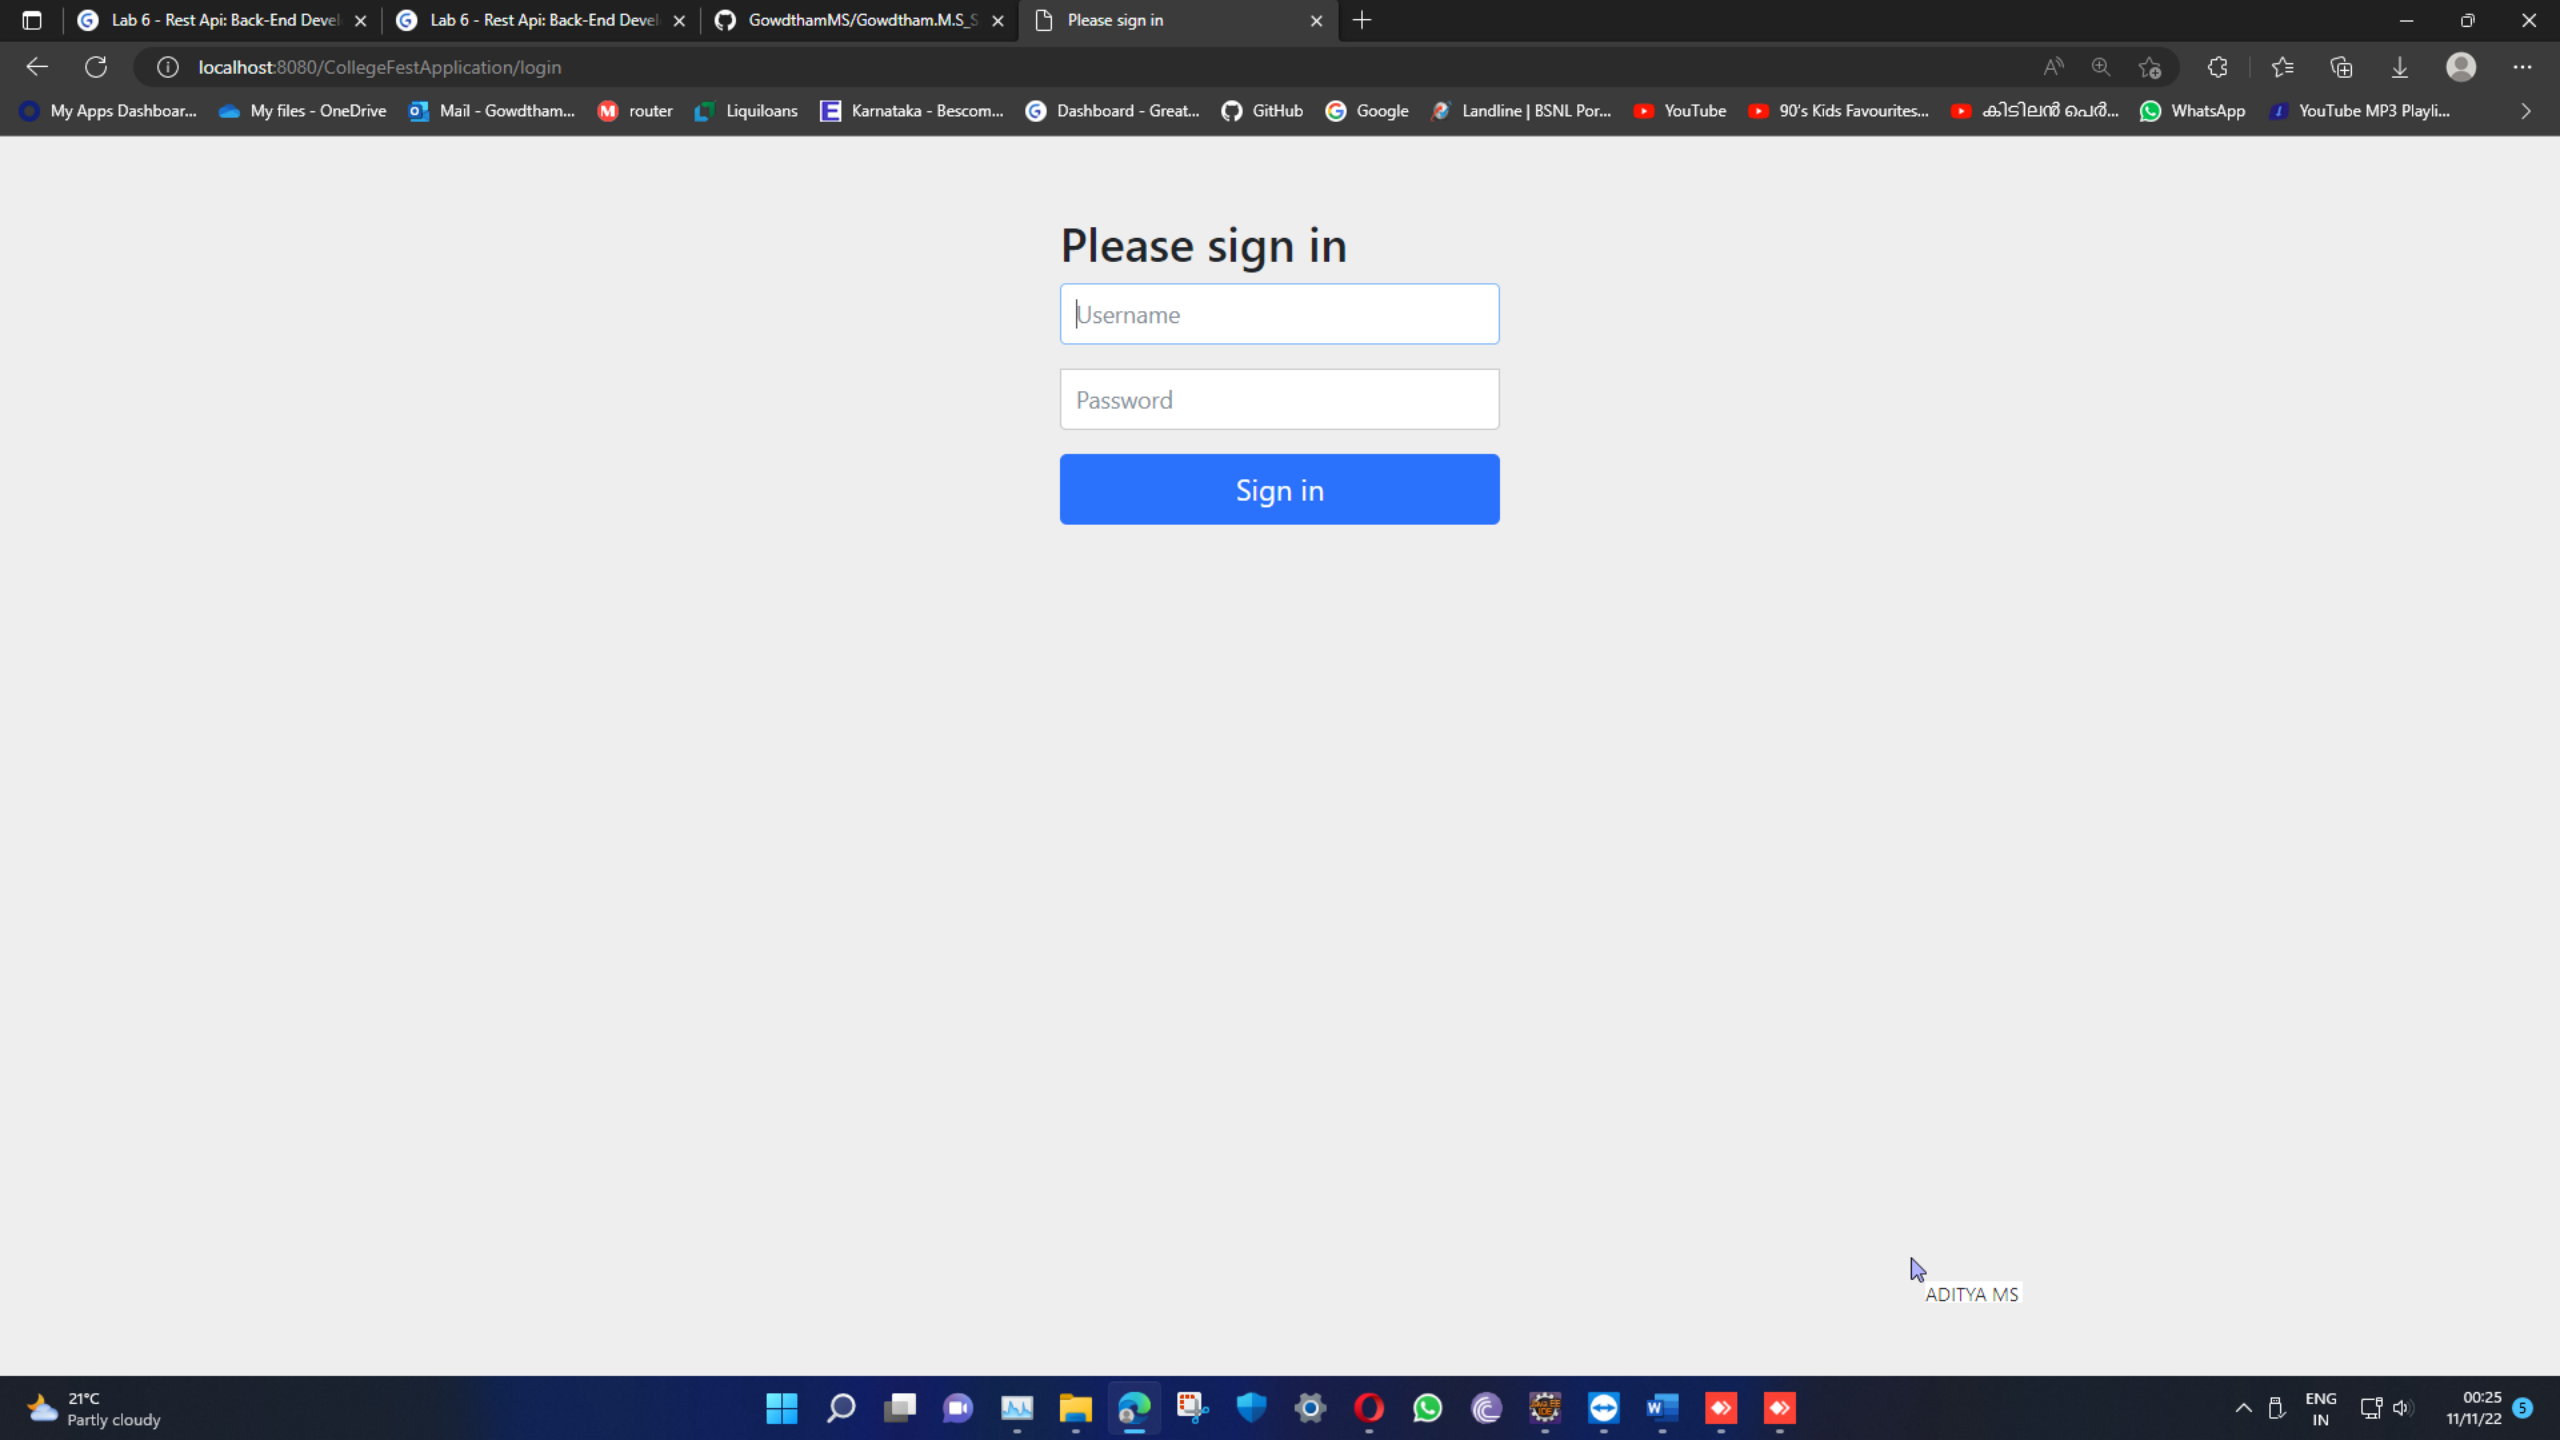 Lab 6 - Rest Api: Back-End Devel
Lab 6 - Rest Api: Back-End Devel
GowdthamMS/Gowdtham.M.S_S
Please sign in
localhost:8080/CollegeFestApplication/login
My Apps Dashboar...
My files - OneDrive
Mail - Gowdtham...
router
Liquiloans
Karnataka - Bescom...
Dashboard - Great...
GitHub
Google
Landline | BSNL Por...
YouTube
90's Kids Favourites...
കിടിലൻ പെർ...
WhatsApp
YouTube MP3 Playli...
Please sign in
Username
Password
Sign in
ADITYA MS
21°C
Partly cloudy
ENG
IN
00:25
11/11/22
5